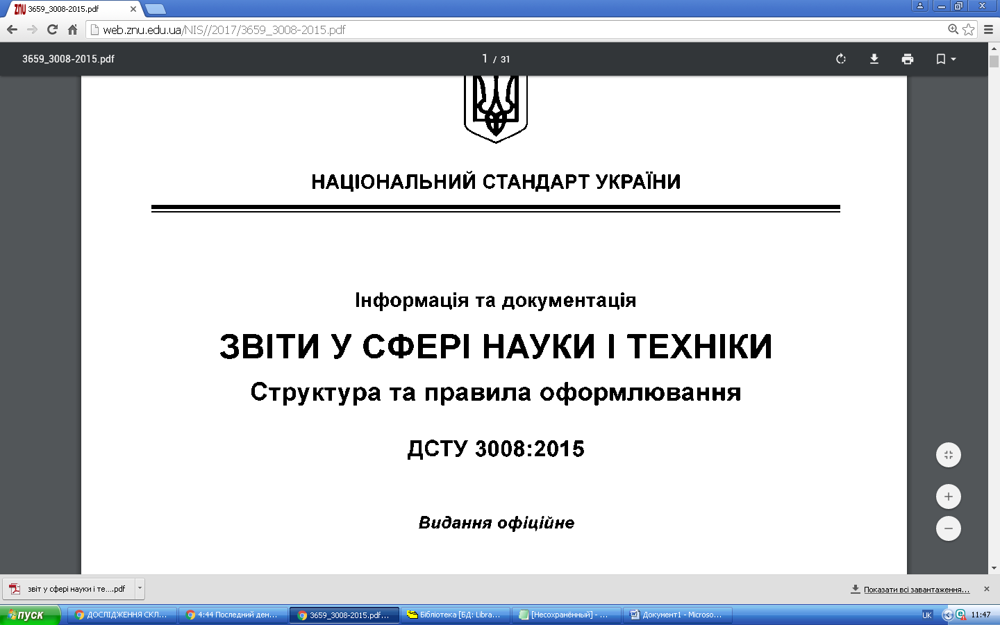 ZNU 3659_3008-2015.pdf
web.znu.edu.ua/NIS//2017/3659_3008-2015.pdf
3659_3008-2015.pdf 1 / 31
НАЦІОНАЛЬНИЙ СТАНДАРТ УКРАЇНИ
Інформація та документація
ЗВІТИ У СФЕРІ НАУКИ І ТЕХНІКИ
Структура та правила оформлювання
ДСТУ 3008:2015
Видання офіційне
звіт у сфері науки і те....pdf Показати всі завантаження...
пуск ДОСЛІДЖЕННЯ СКЛ... 4:44 Последний ден... 3659_3008-2015.pdf... Бібліотека [БД: Libra... [Несохранённый] - ... Документ1 - Microso... UK 11:47